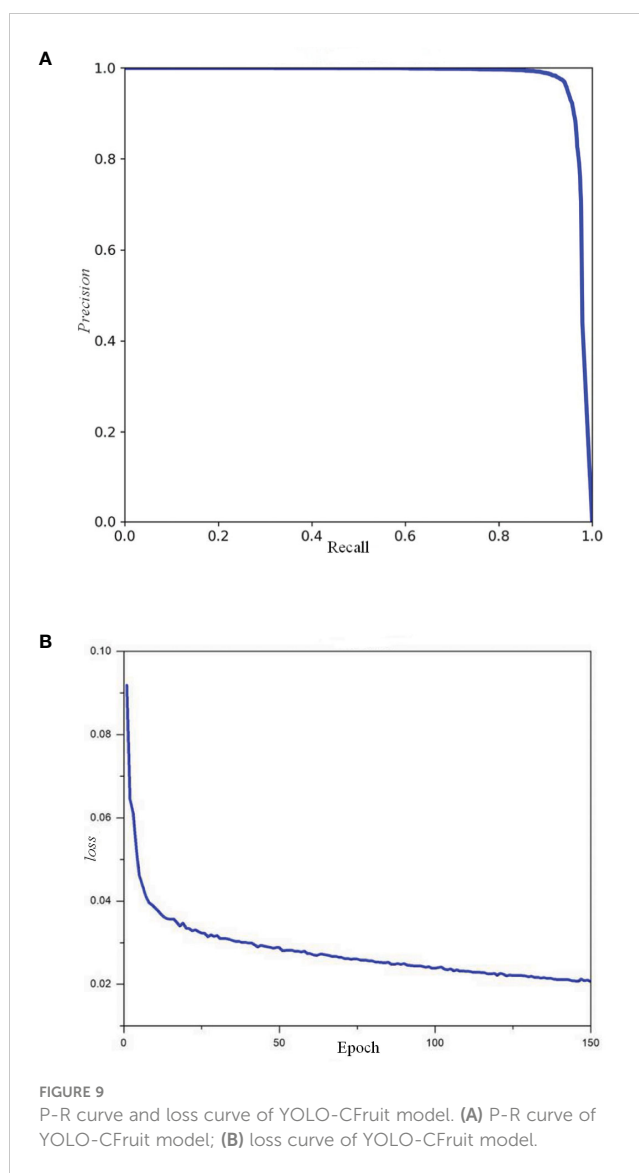 A
1.0
0.8
0.6
0.4
0.2
0.0
Precision
0.0 0.2 0.4 0.6 0.8 1.0
Recall
B
0.10
0.08
0.06
0.04
0.02
loss
0 50 100 150
Epoch
FIGURE 9
P-R curve and loss curve of YOLO-CFruit model. (A) P-R curve of
YOLO-CFruit model; (B) loss curve of YOLO-CFruit model.